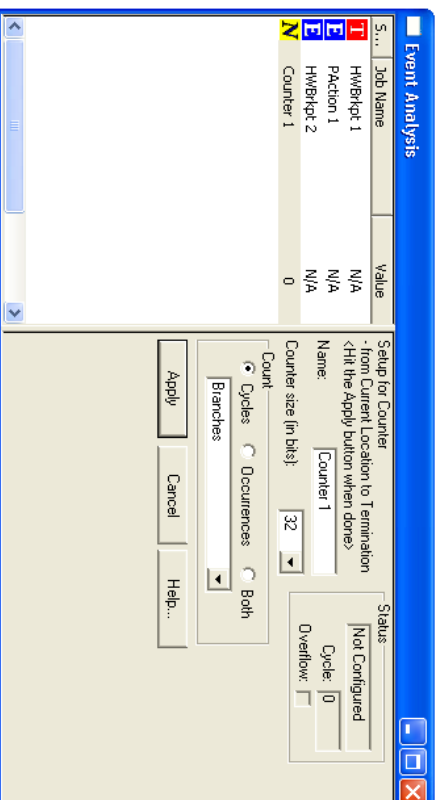 Event Analysis
S... Job Name Value
T HWBrkpt 1 N/A
E PAction 1 N/A
E HWBrkpt 2 N/A
N Counter 1 0
Setup for Counter
- from Current Location to Termination
<Hit the Apply button when done>
Name: Counter 1
Counter size (in bits): 32
Status
Not Configured
Cycle: 0
Overflow:
Count
Cycles Occurrences Both
Branches
Apply Cancel Help...